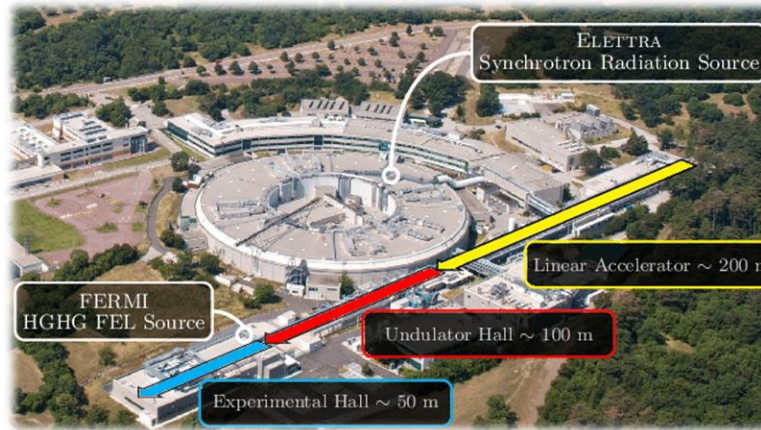 ELETTRA
Synchrotron Radiation Source
Linear Accelerator ∼ 200 m
FERMI
HGHG FEL Source
Undulator Hall ∼ 100 m
Experimental Hall ∼ 50 m